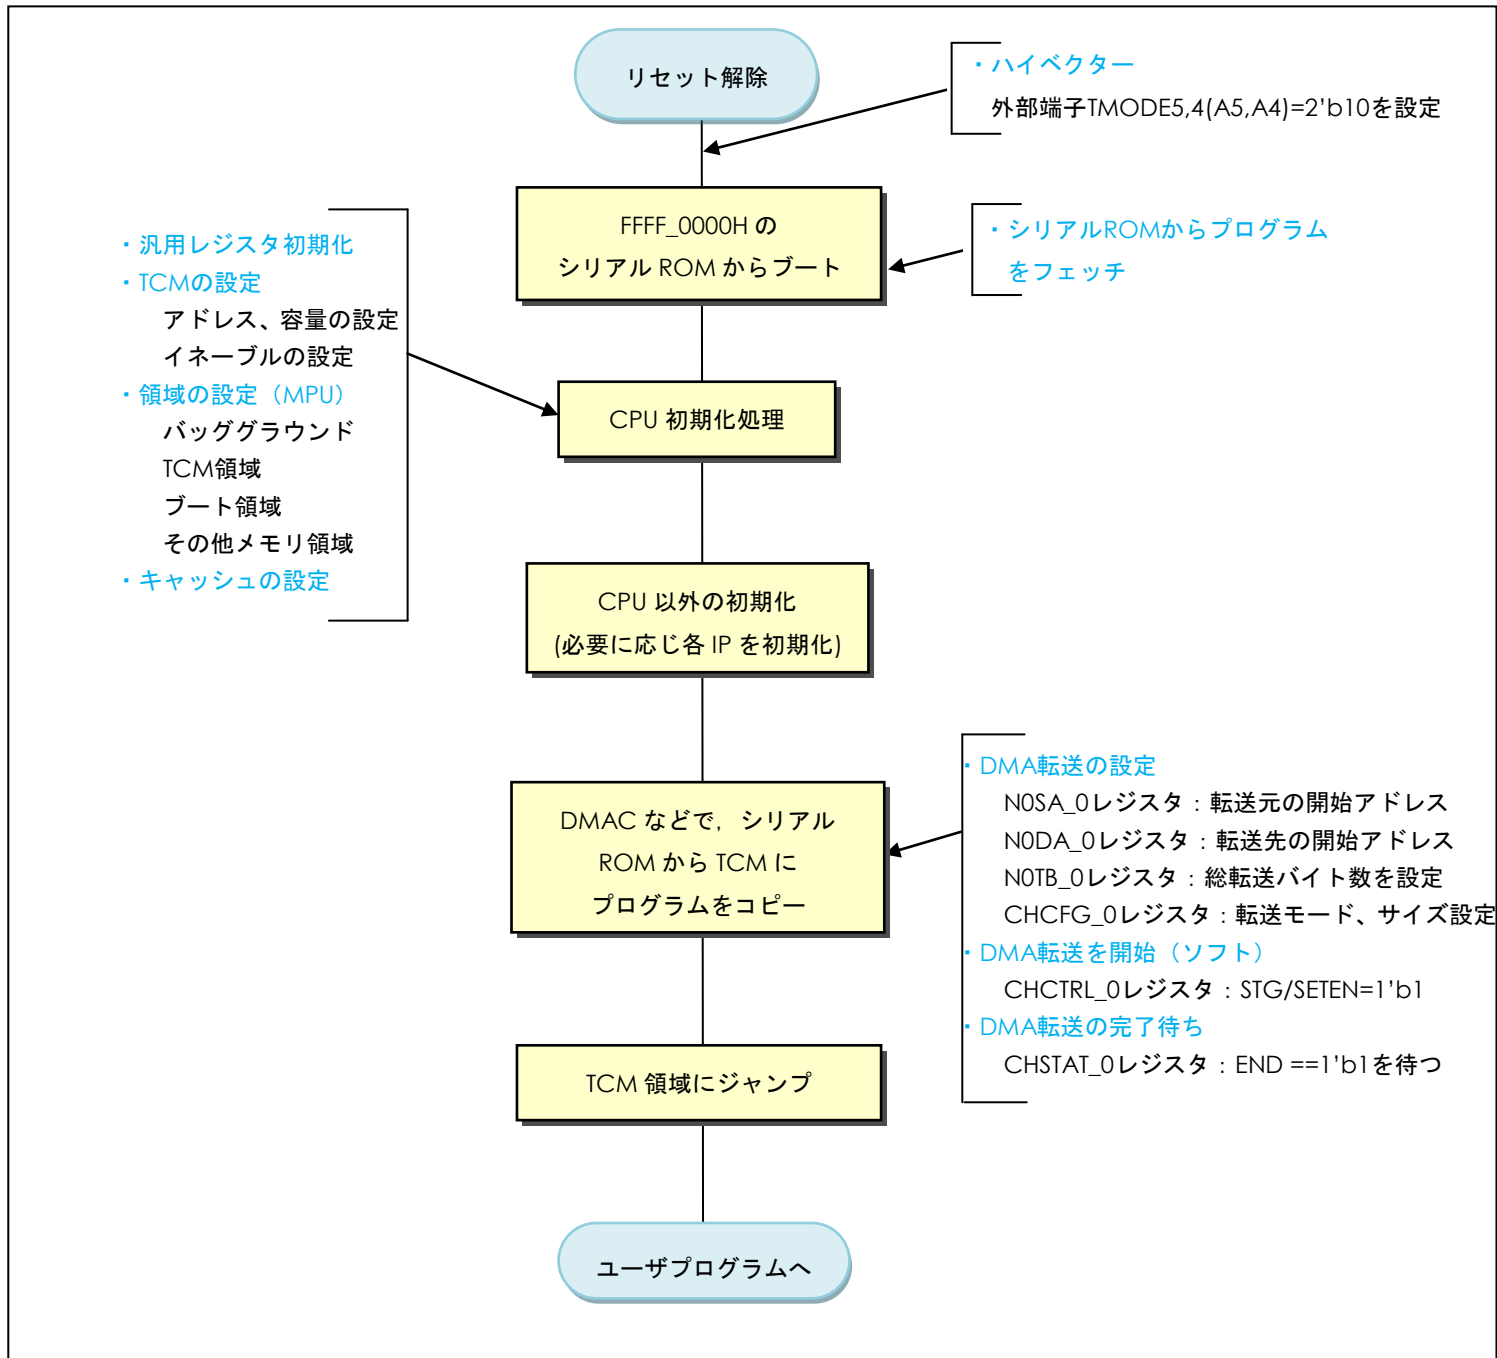 リセット解除
・ハイベクター
外部端子TMODE5,4(A5,A4)=2’b10を設定
FFFF_0000H の
シリアル ROM からブート
・シリアルROMからプログラム
をフェッチ
・汎用レジスタ初期化
・TCMの設定
アドレス、容量の設定
イネーブルの設定
・領域の設定（MPU）
バッググラウンド
TCM領域
ブート領域
その他メモリ領域
・キャッシュの設定
CPU 初期化処理
CPU 以外の初期化
(必要に応じ各 IP を初期化)
DMAC などで，シリアル
ROM から TCM に
プログラムをコピー
・DMA転送の設定
N0SA_0レジスタ：転送元の開始アドレス
N0DA_0レジスタ：転送先の開始アドレス
N0TB_0レジスタ：総転送バイト数を設定
CHCFG_0レジスタ：転送モード、サイズ設定
・DMA転送を開始（ソフト）
CHCTRL_0レジスタ：STG/SETEN=1’b1
・DMA転送の完了待ち
CHSTAT_0レジスタ：END ==1’b1を待つ
TCM 領域にジャンプ
ユーザプログラムへ